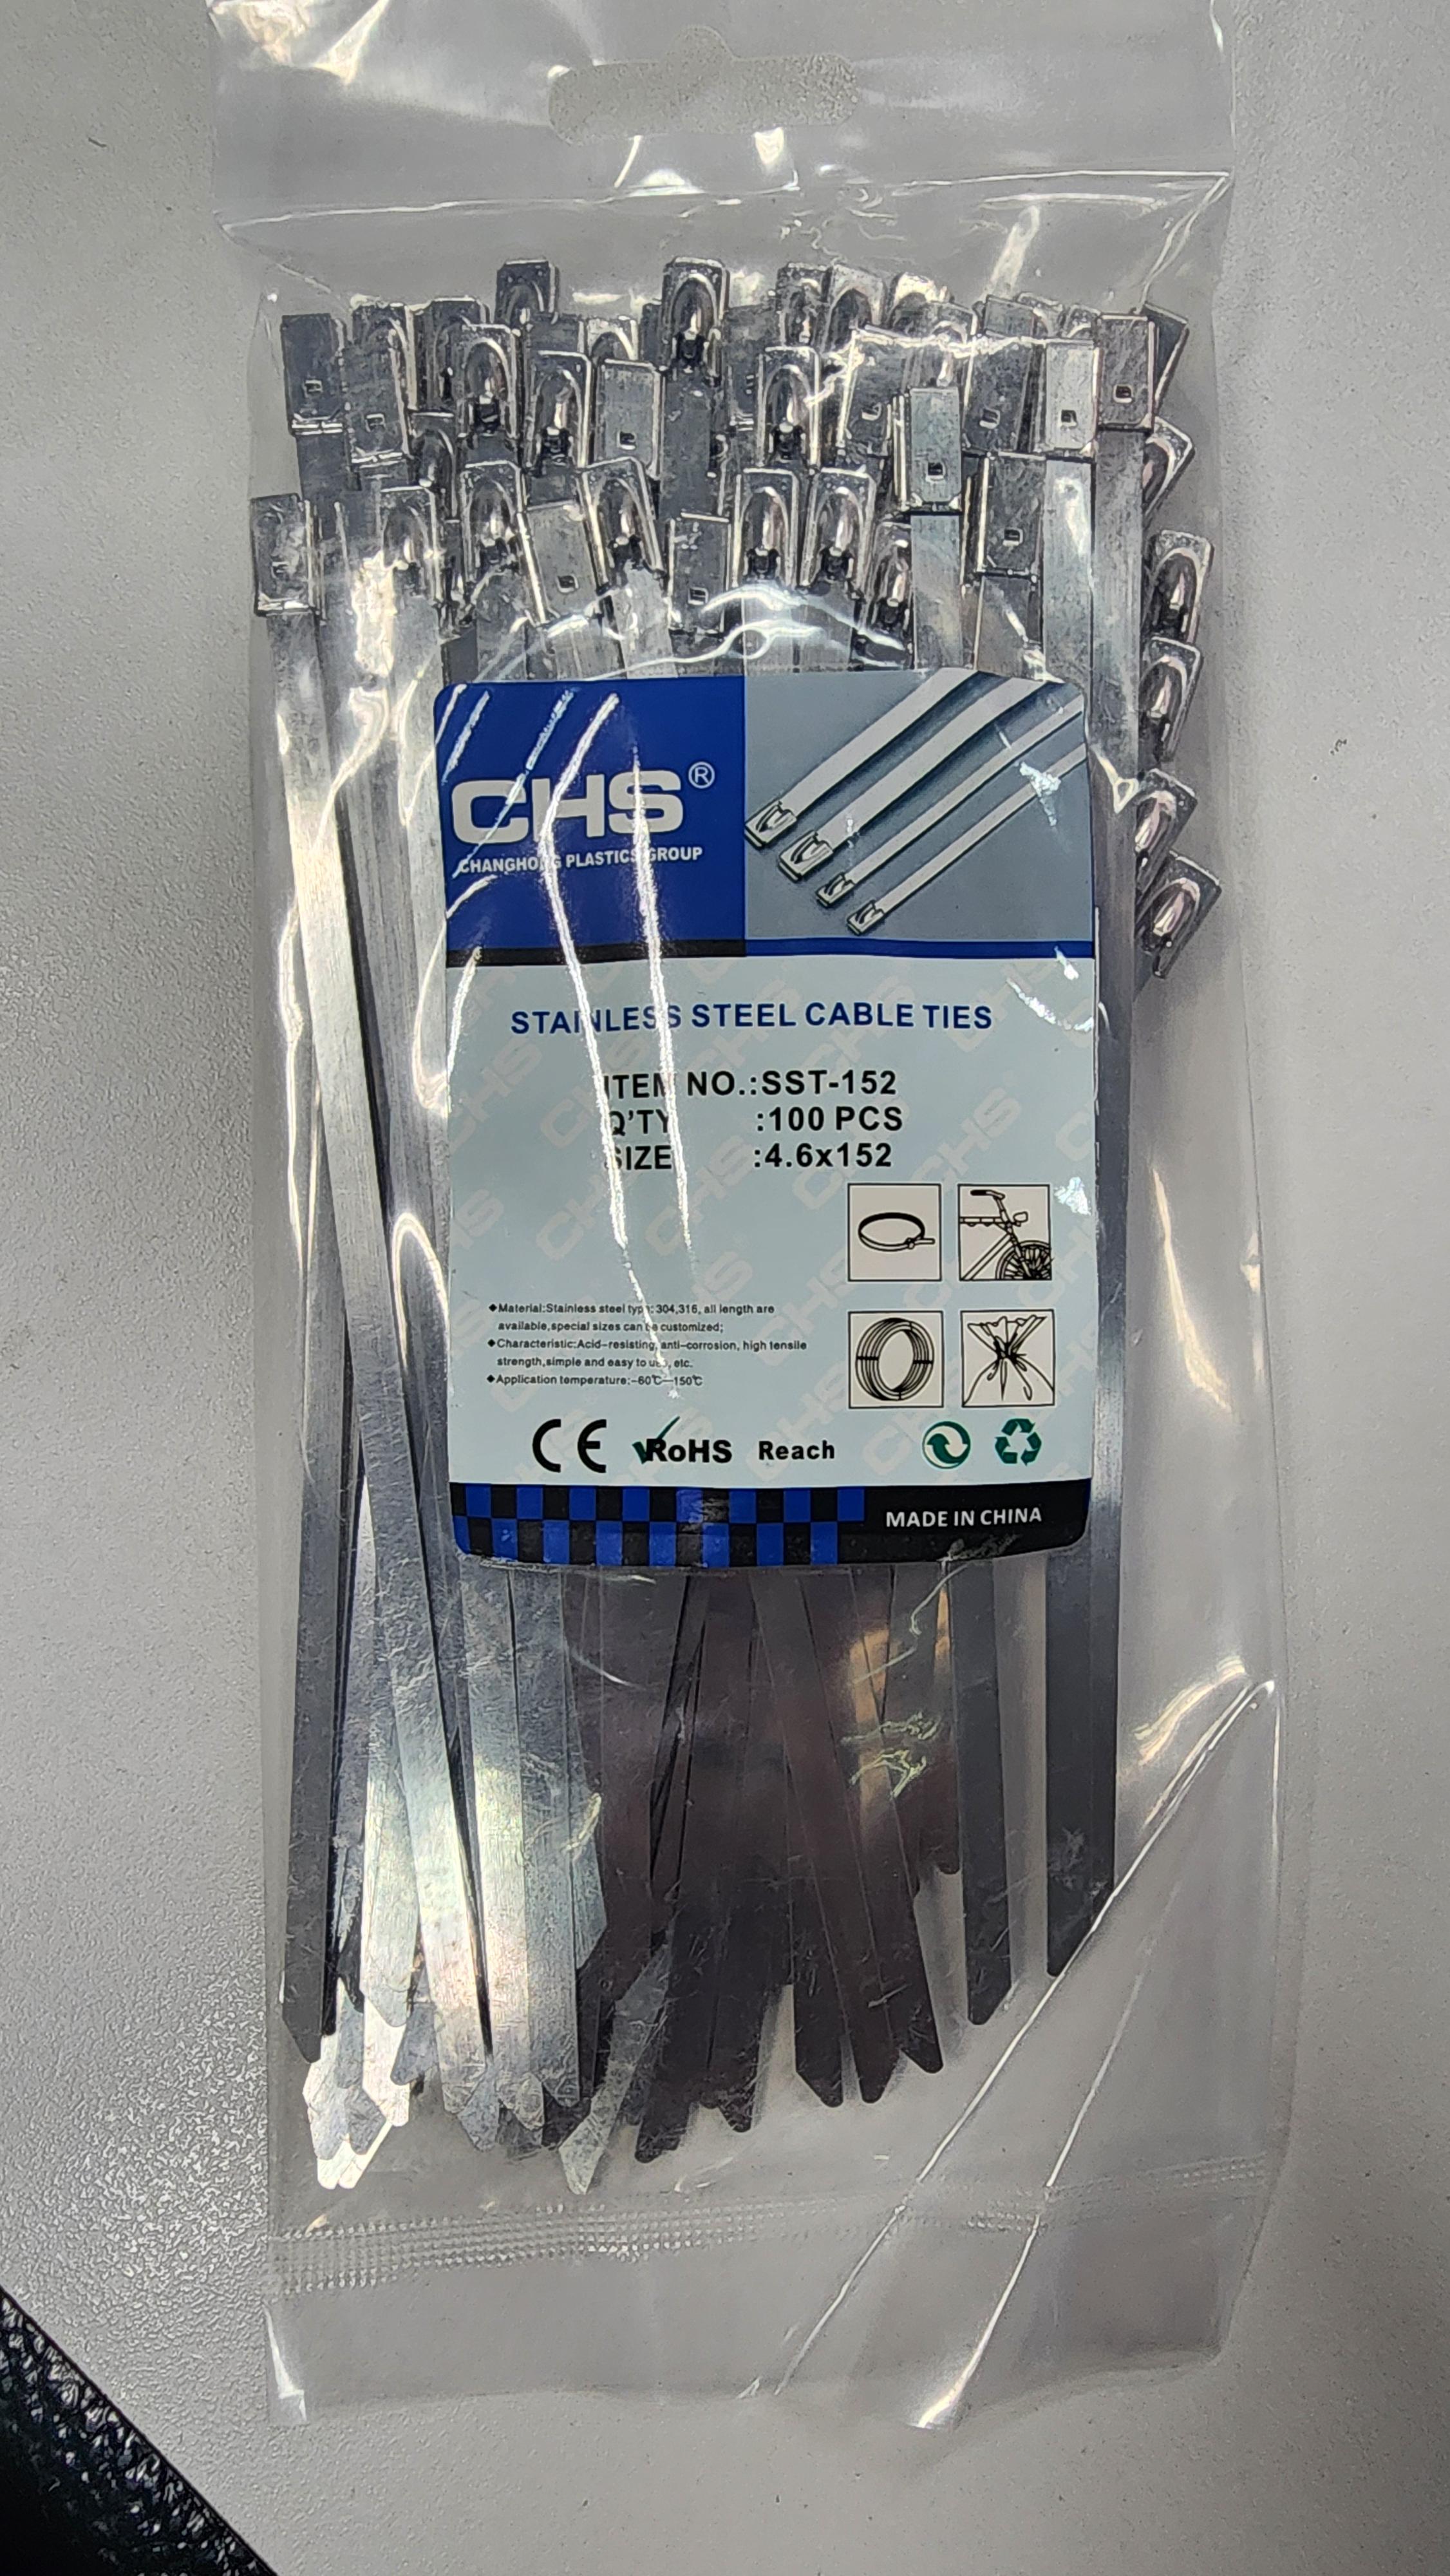 CHS®
CHANGHONG PLASTICS GROUP
STAINLESS STEEL CABLE TIES
ITEM NO.:SST-152
Q'TY :100 PCS
SIZE :4.6x152
◆Material:Stainless steel type:304,316, all length are
available,special sizes can be customized;
◆Characteristic:Acid-resisting, anti-corrosion, high tensile
strength,simple and easy to use, etc.
◆Application temperature:-60℃—150℃
CE RoHS Reach
MADE IN CHINA